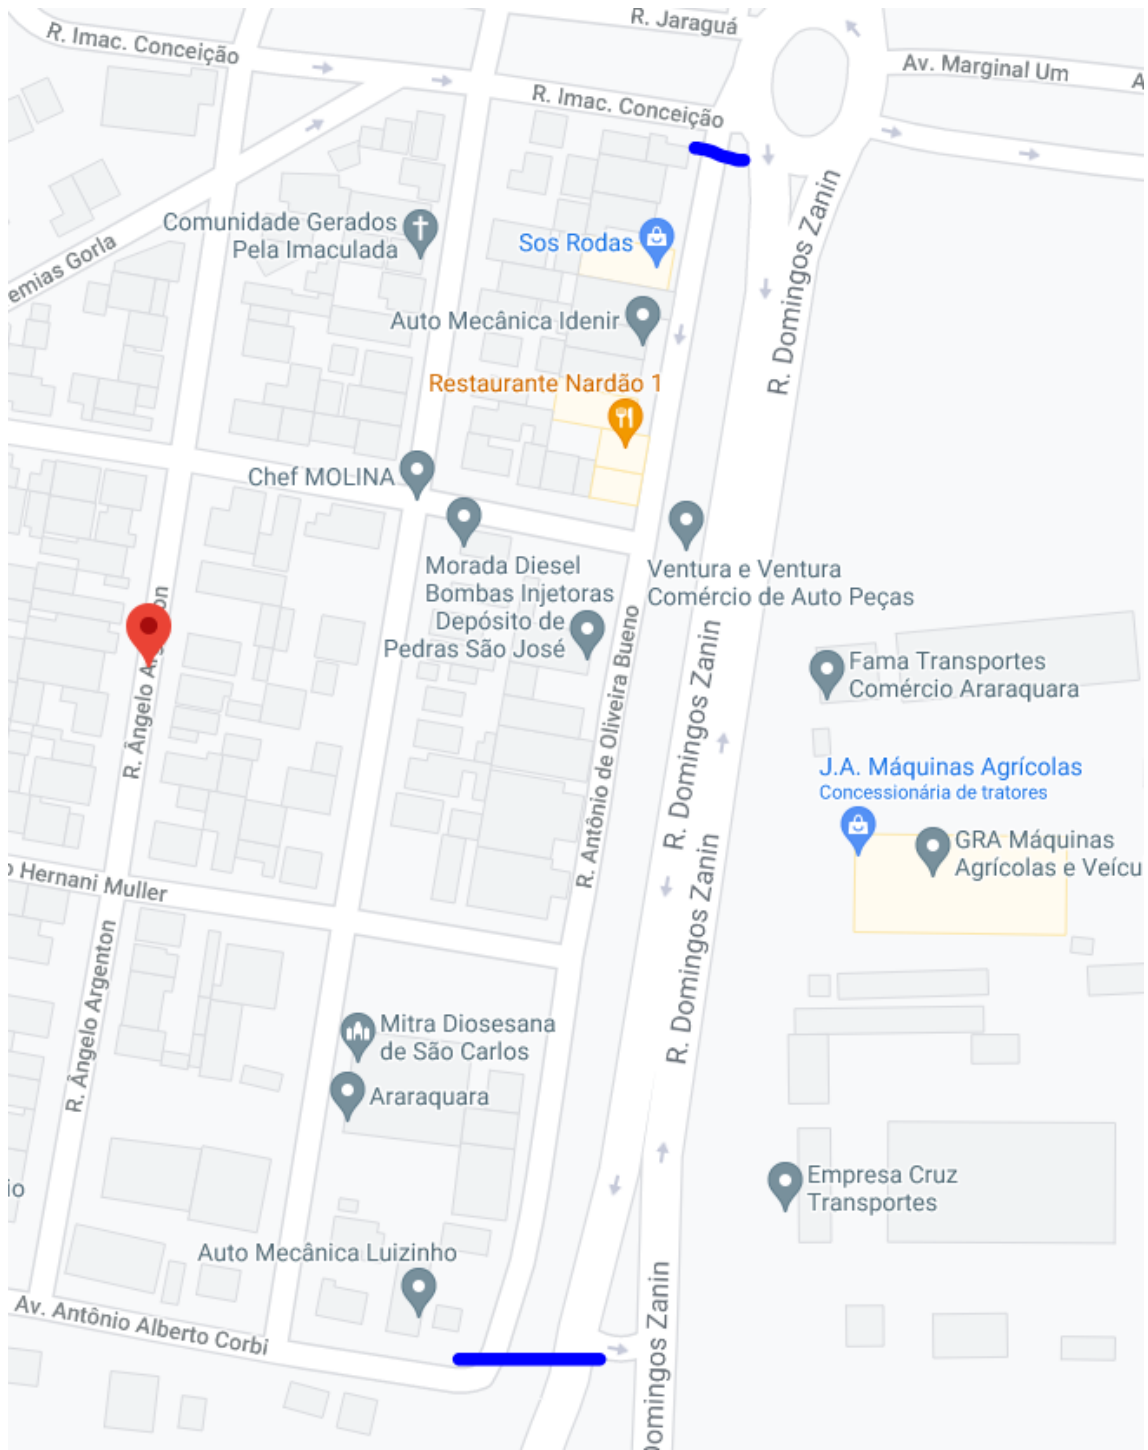 R. Jaraguá
R. Imac. Conceição
Av. Marginal Um
A
R. Imac. Conceição
R. Domingos Zanin
Comunidade Gerados
Pela Imaculada
Sos Rodas
emias Gorla
Auto Mecânica Idenir
Restaurante Nardão 1
Chef MOLINA
Morada Diesel
Bombas Injetoras
Depósito de
Pedras São José
Ventura e Ventura
Comércio de Auto Peças
R. Ângelo Ar on
R. Antônio de Oliveira Bueno
R. Domingos Zanin
Fama Transportes
Comércio Araraquara
J.A. Máquinas Agrícolas
Concessionária de tratores
GRA Máquinas
Agrícolas e Veícu
o Hernani Muller
R. Domingos Zanin
R. Ângelo Argenton
Mitra Diosesana
de São Carlos
Araraquara
io
Empresa Cruz
Transportes
Auto Mecânica Luizinho
Av. Antônio Alberto Corbi
Domingos Zanin